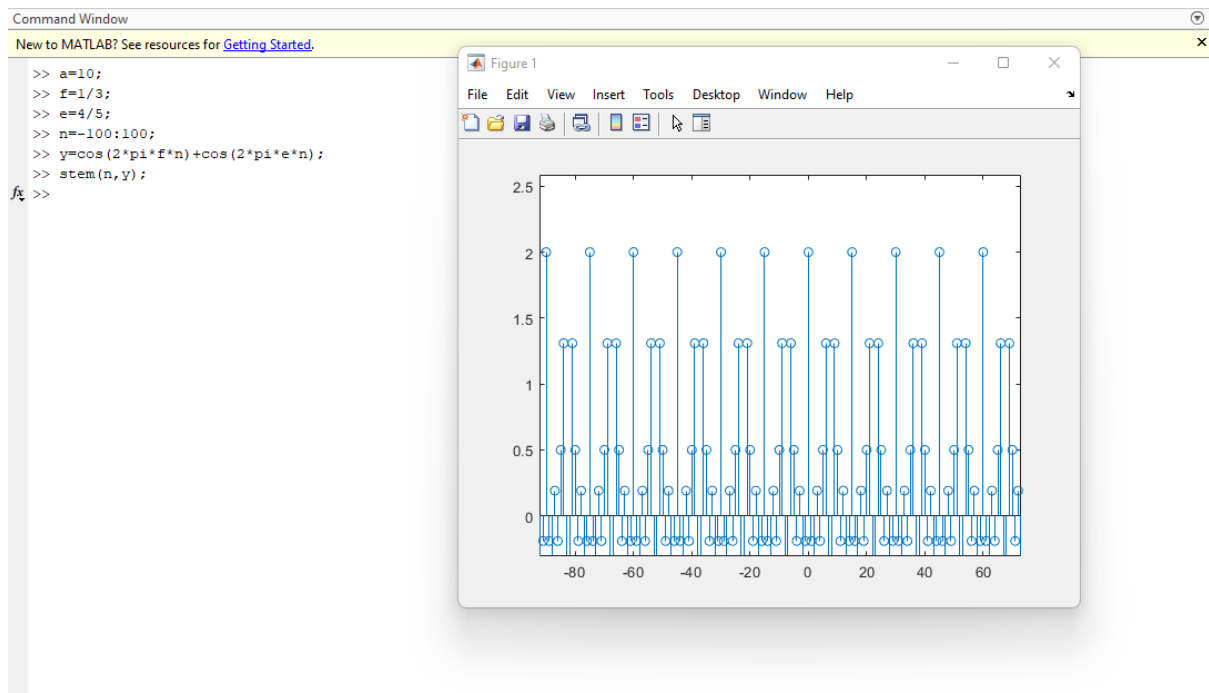 Command Window
New to MATLAB? See resources for Getting Started.
>> a=10;
>> f=1/3;
>> e=4/5;
>> n=-100:100;
>> y=cos(2*pi*f*n)+cos(2*pi*e*n);
>> stem(n,y);
fx >>
Figure 1
File Edit View Insert Tools Desktop Window Help
2.5
2
1.5
1
0.5
0
-80 -60 -40 -20 0 20 40 60